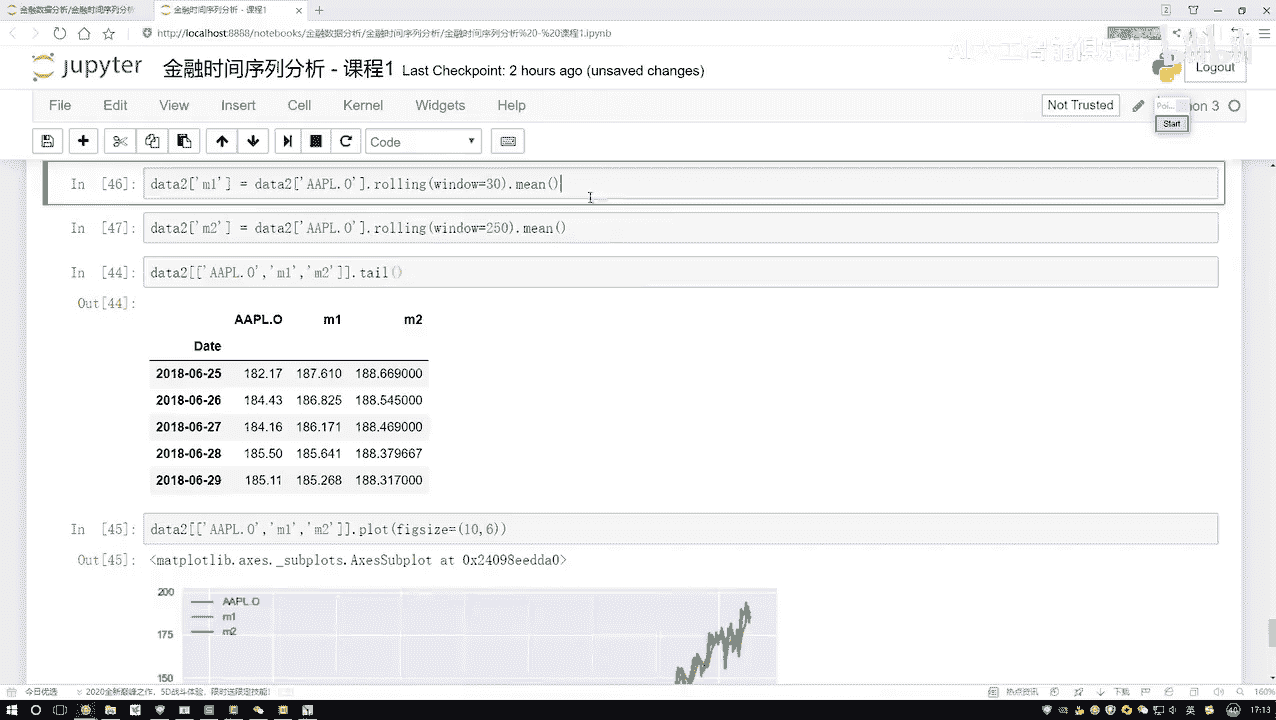 金融数据分析/金融时间序列分析
金融时间序列分析 - 课程1
http://localhost:8888/notebooks/金融数据分析/金融时间序列分析/金融时间序列分析%20-%20课程1.ipynb
jupyter 金融时间序列分析 - 课程1 Last Checkpoint: 2 hours ago (unsaved changes)
Logout
File Edit View Insert Cell Kernel Widgets Help
Not Trusted
Start
Code
In [46]: data2['m1'] = data2['AAPL.O'].rolling(window=30).mean()
In [47]: data2['m2'] = data2['AAPL.O'].rolling(window=250).mean()
In [44]: data2[['AAPL.O','m1','m2']].tail()
Out[44]:
AAPL.O m1 m2
Date
2018-06-25 182.17 187.610 188.669000
2018-06-26 184.43 186.825 188.545000
2018-06-27 184.16 186.171 188.469000
2018-06-28 185.50 185.641 188.379667
2018-06-29 185.11 185.268 188.317000
In [45]: data2[['AAPL.O','m1','m2']].plot(figsize=(10,6))
Out[45]: <matplotlib.axes._subplots.AxesSubplot at 0x24098eedda0>
200
AAPL.O
m1
m2
175
150
今日优选
2020全新巅峰之作，5D战斗体验，限时送限定技能!
热点资讯
下载
160%
英
17:13